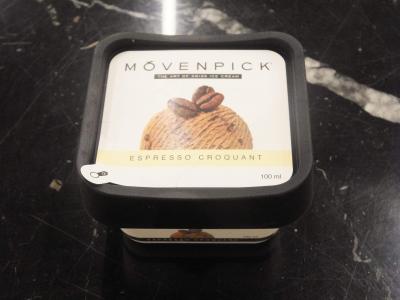 MÖVENPICK
THE ART OF SWISS ICE CREAM
ESPRESSO CROQUANT
100 ml